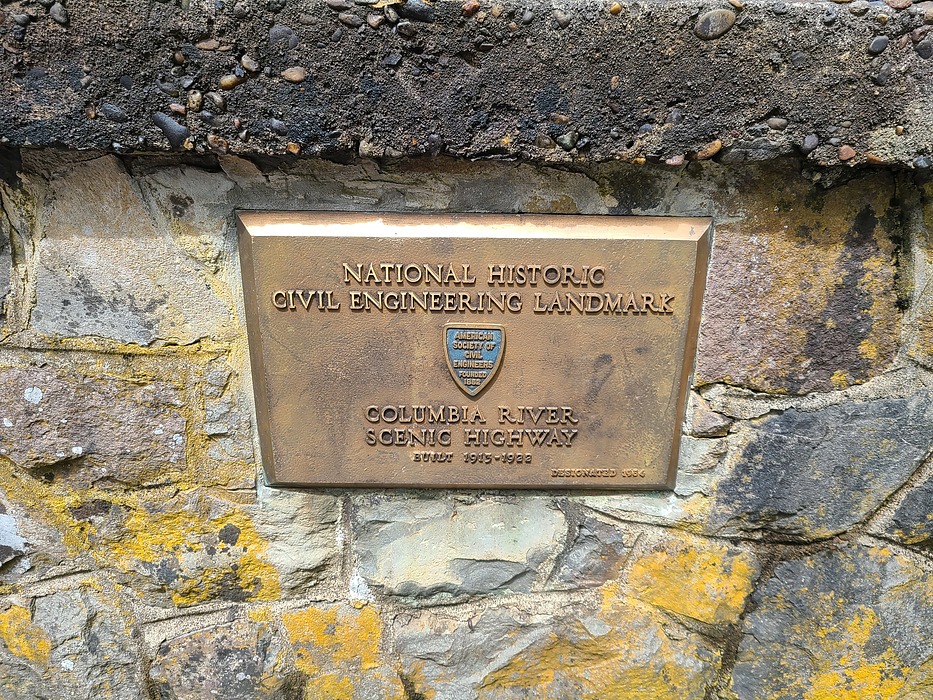 NATIONAL HISTORIC
CIVIL ENGINEERING LANDMARK
AMERICAN
SOCIETY OF
CIVIL
ENGINEERS
FOUNDED
1852
COLUMBIA RIVER
SCENIC HIGHWAY
BUILT 1913-1922
DESIGNATED 1984